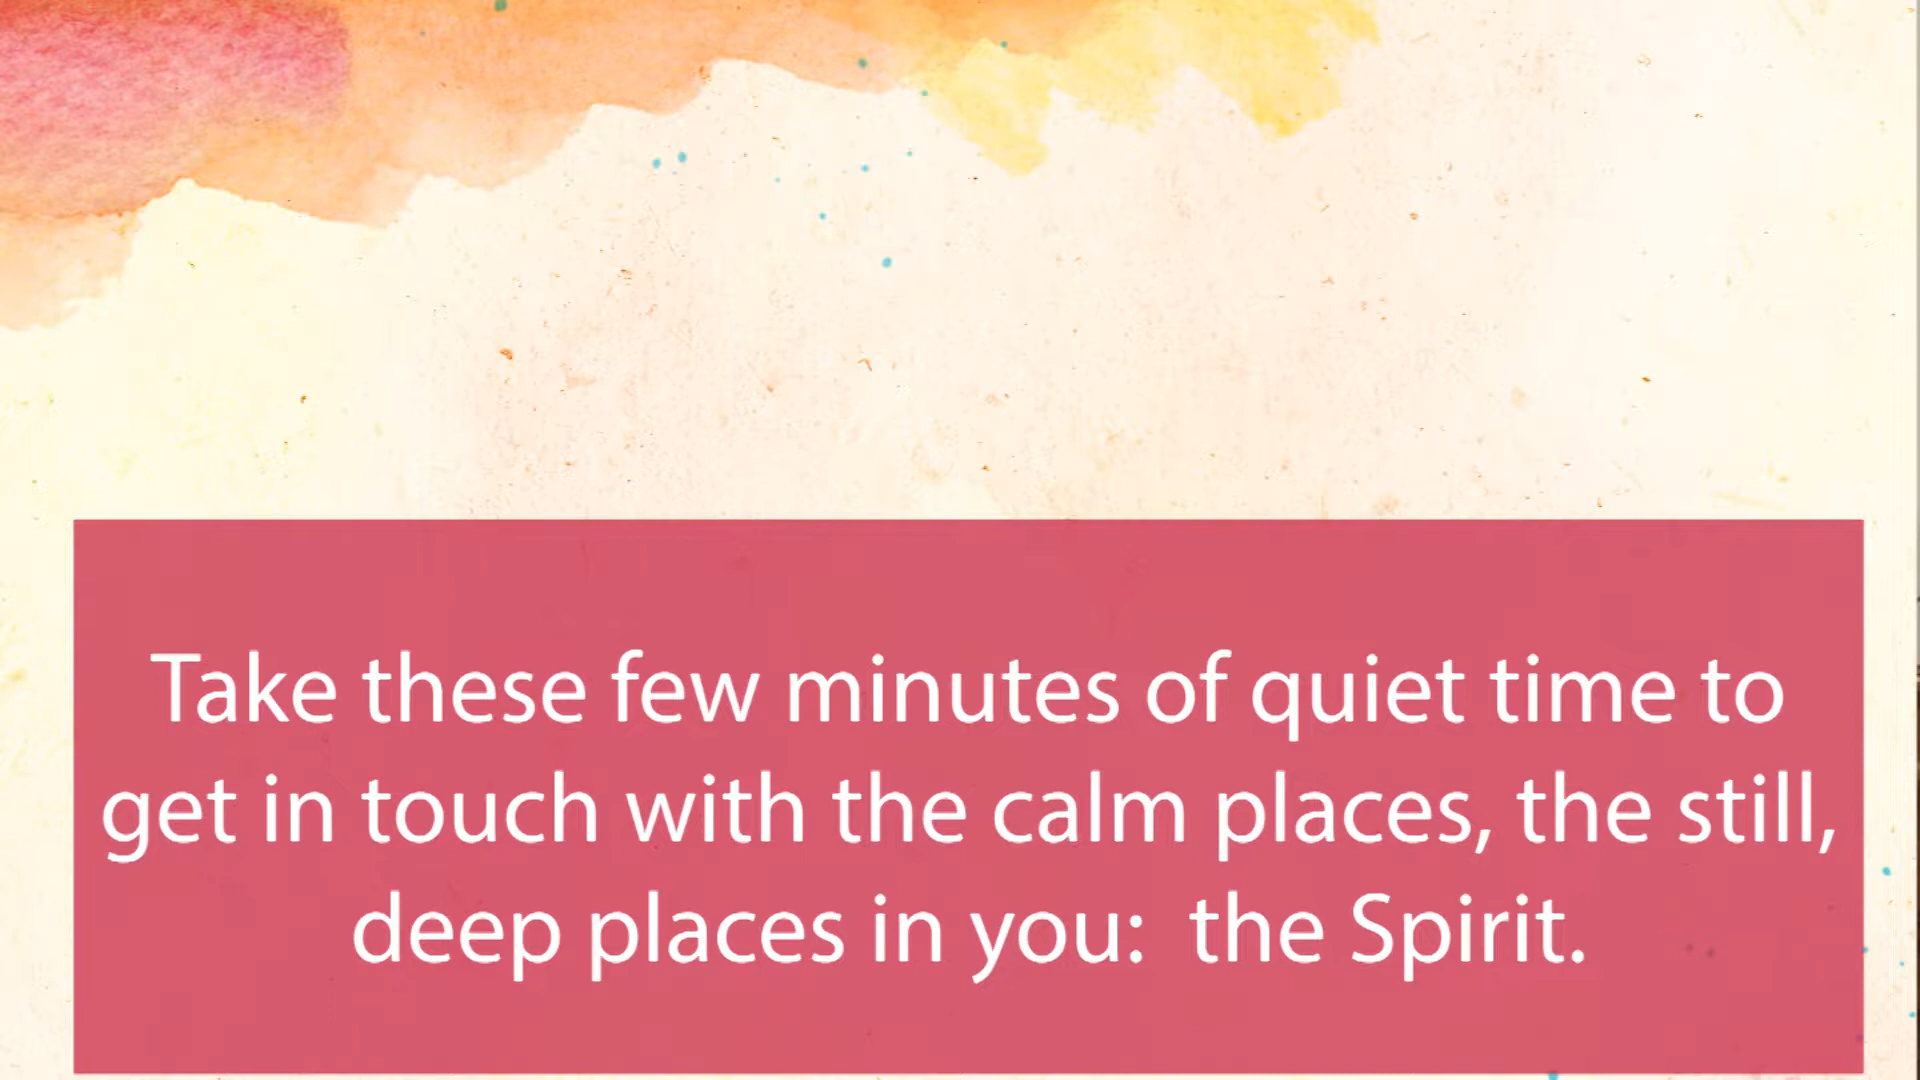 Take these few minutes of quiet time to
get in touch with the calm places, the still,
deep places in you:  the Spirit.